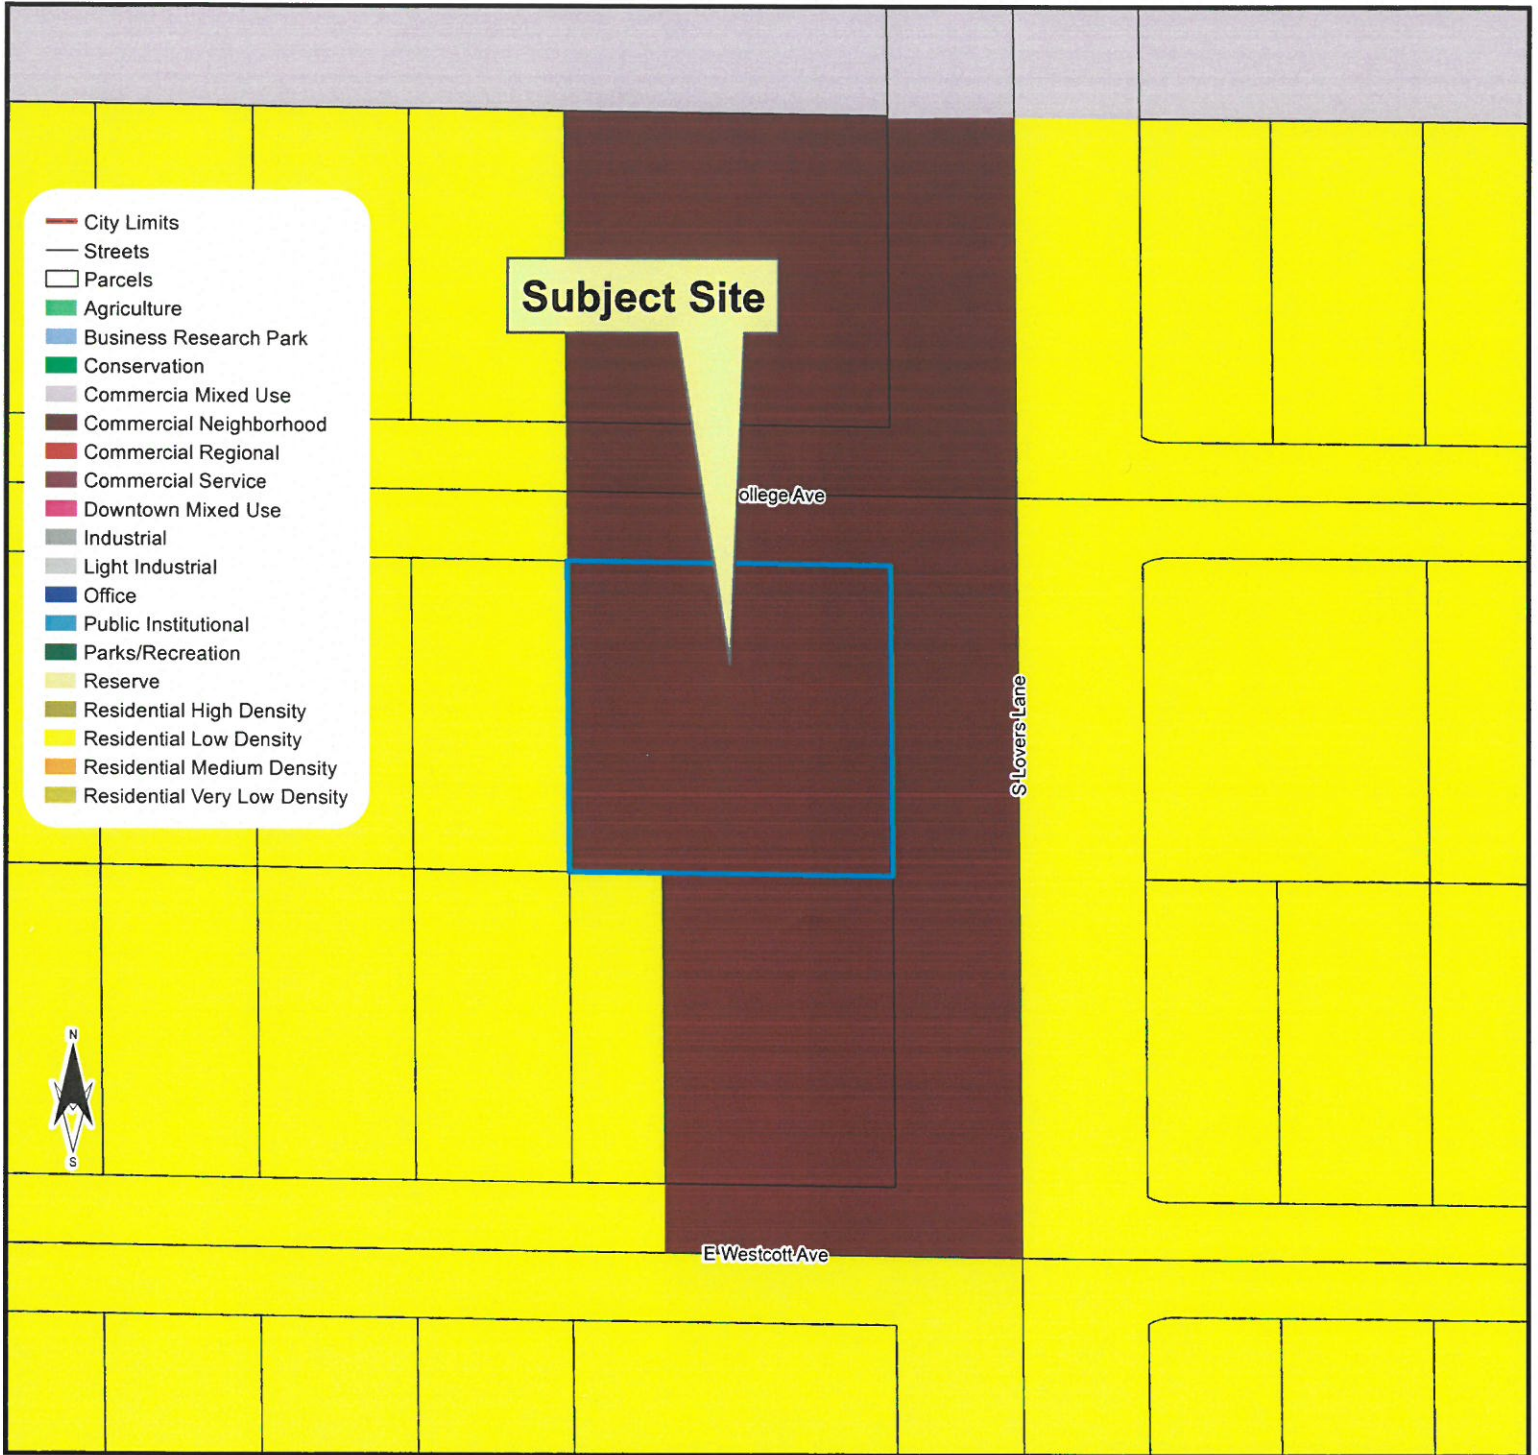 City Limits
Streets
Parcels
Agriculture
Business Research Park
Conservation
Commercia Mixed Use
Commercial Neighborhood
Commercial Regional
Commercial Service
Downtown Mixed Use
Industrial
Light Industrial
Office
Public Institutional
Parks/Recreation
Reserve
Residential High Density
Residential Low Density
Residential Medium Density
Residential Very Low Density
Subject Site
ollege Ave
S Lovers Lane
E Westcott Ave
N
S